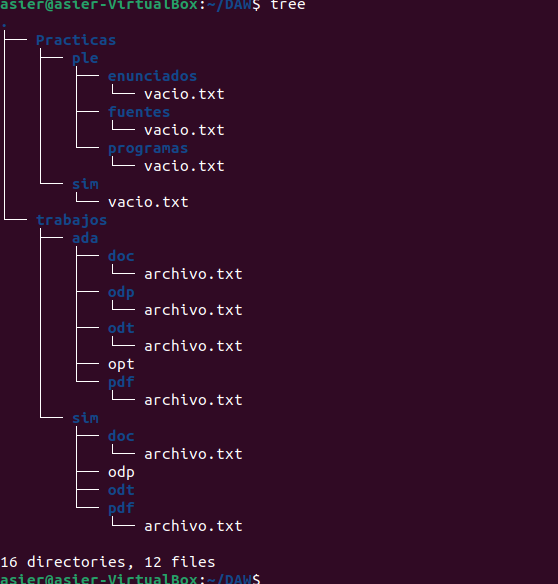 asier@asier-VirtualBox:~/DAW$ tree
.
├── Practicas
│   ├── ple
│   │   ├── enunciados
│   │   │   └── vacio.txt
│   │   ├── fuentes
│   │   │   └── vacio.txt
│   │   └── programas
│   │       └── vacio.txt
│   └── sim
│       └── vacio.txt
└── trabajos
    ├── ada
    │   ├── doc
    │   │   └── archivo.txt
    │   ├── odp
    │   │   └── archivo.txt
    │   ├── odt
    │   │   └── archivo.txt
    │   ├── opt
    │   └── pdf
    │       └── archivo.txt
    └── sim
        ├── doc
        │   └── archivo.txt
        ├── odp
        ├── odt
        └── pdf
            └── archivo.txt

16 directories, 12 files
asier@asier-VirtualBox:~/DAW$